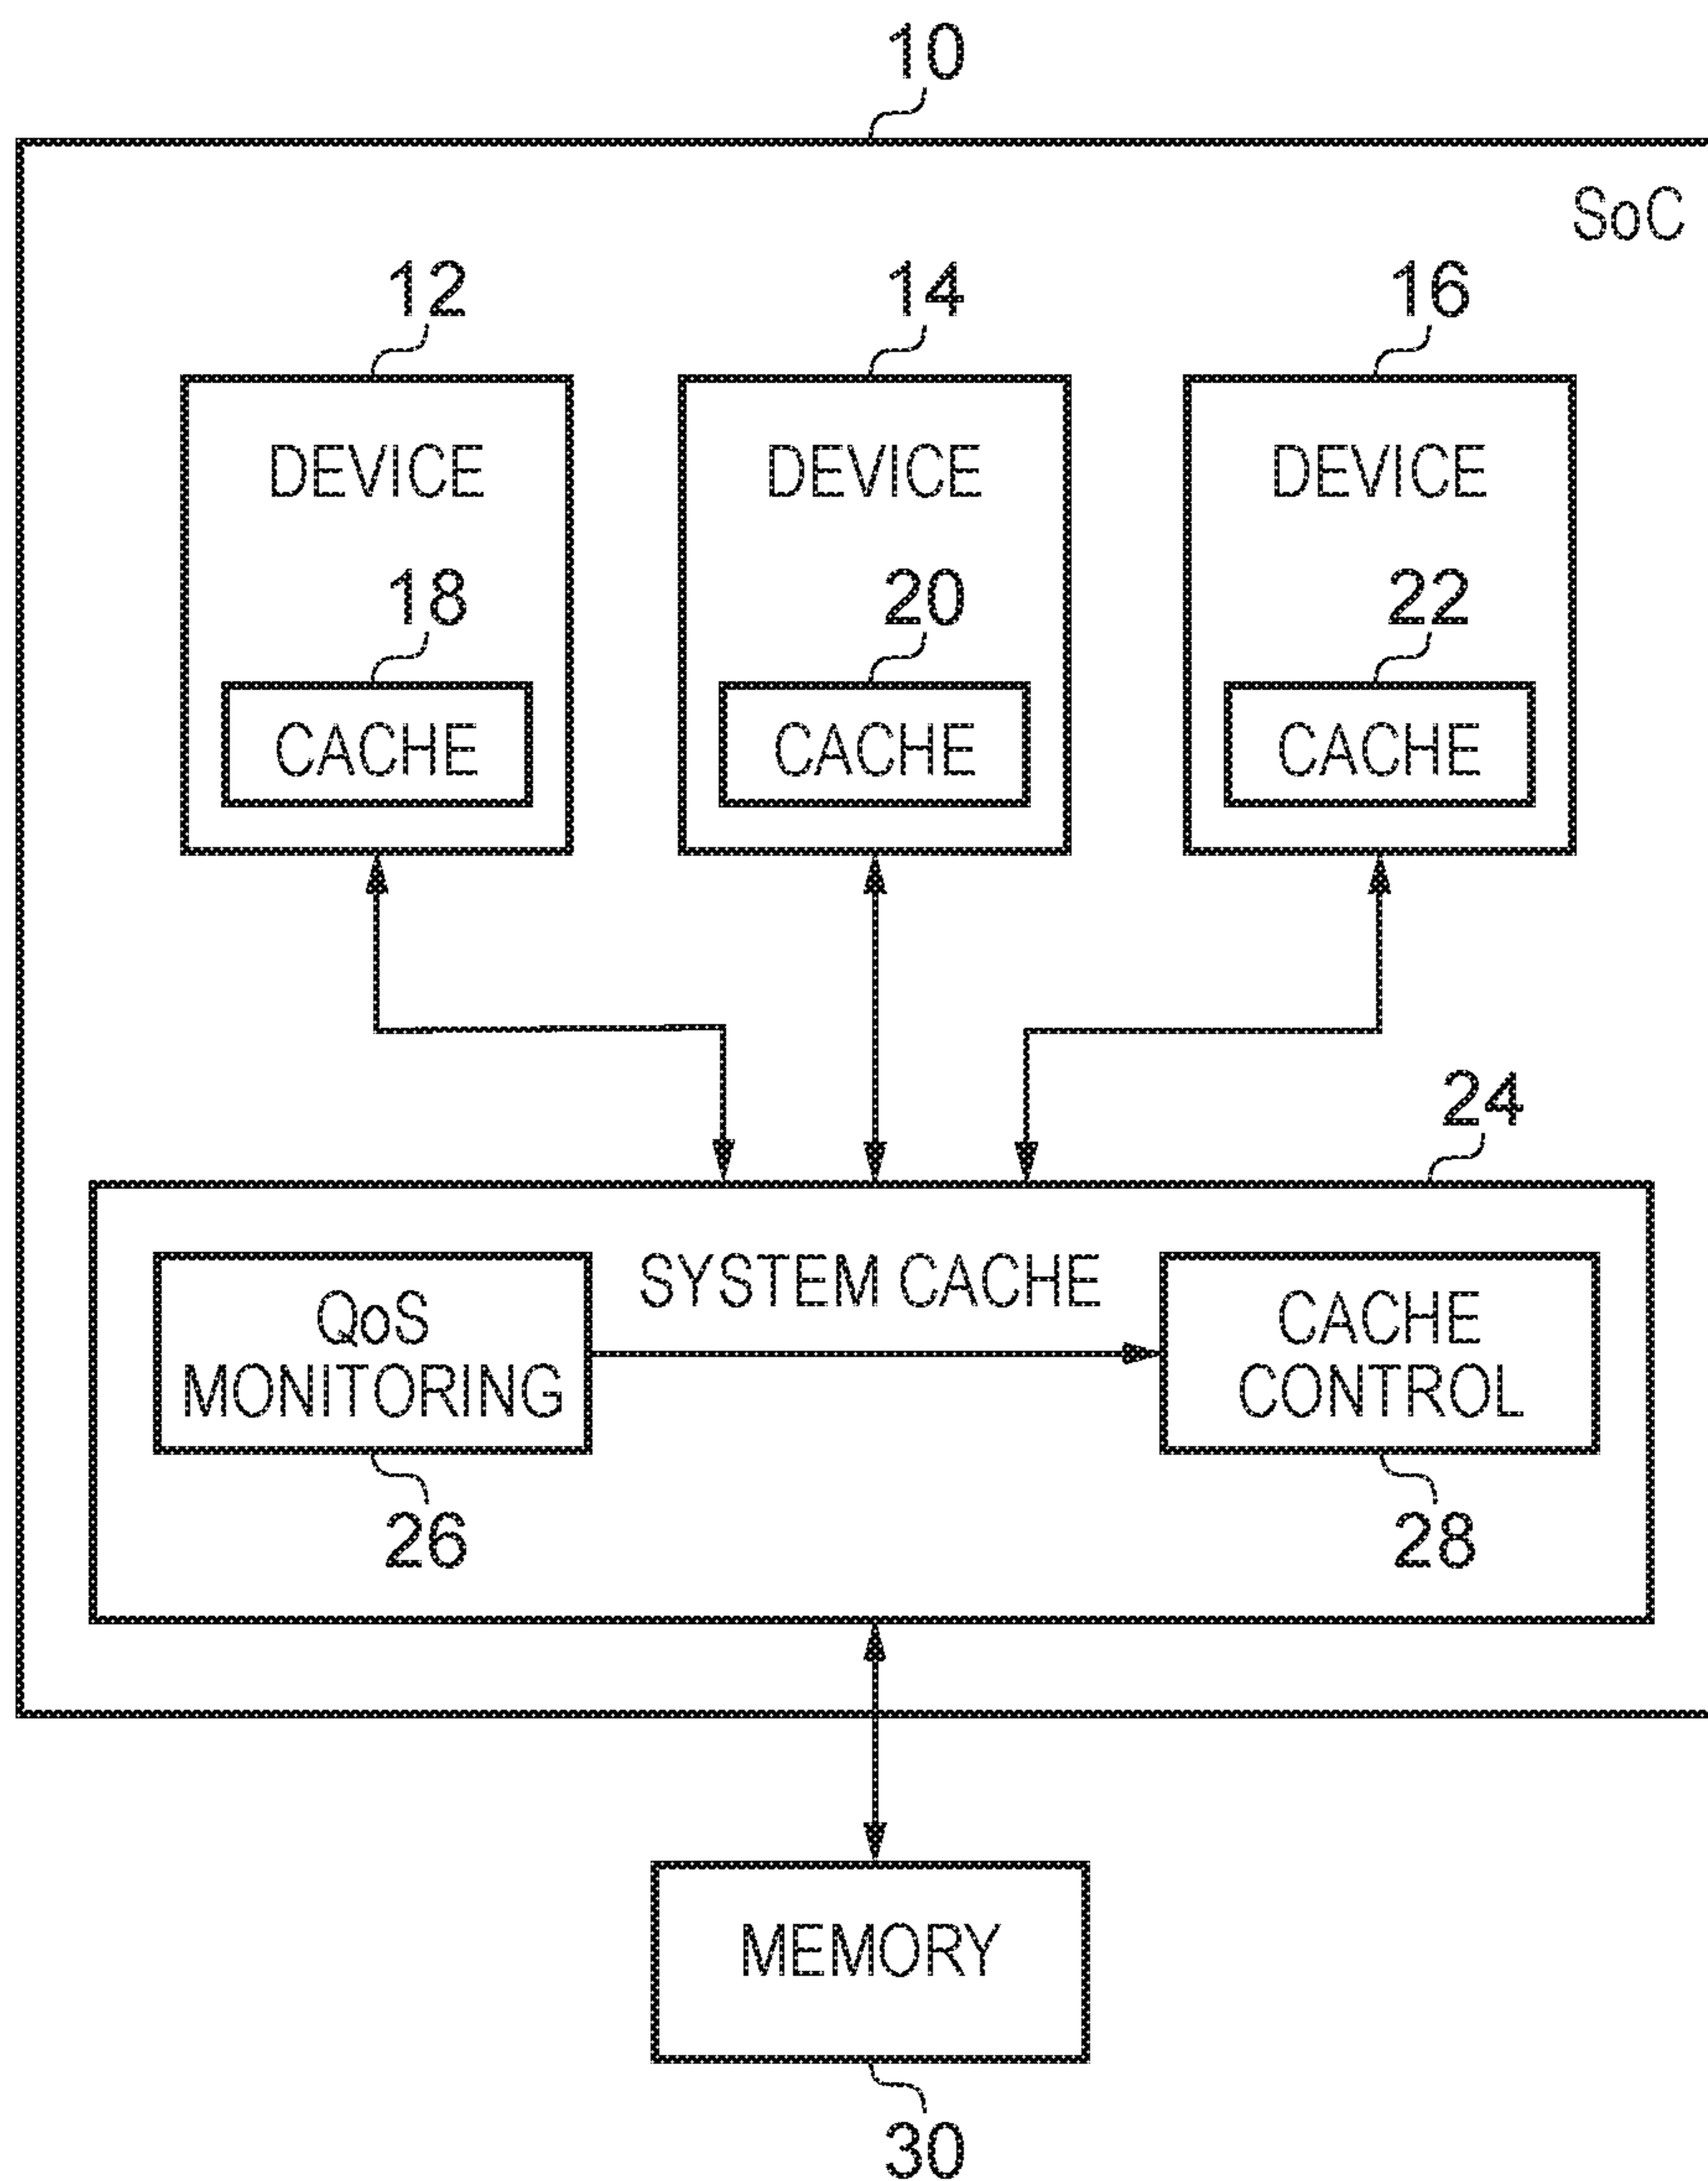 10
SoC
12
14
16
DEVICE
DEVICE
DEVICE
18
20
22
CACHE
CACHE
CACHE
24
SYSTEM CACHE
QoS
MONITORING
CACHE
CONTROL
26
28
MEMORY
30